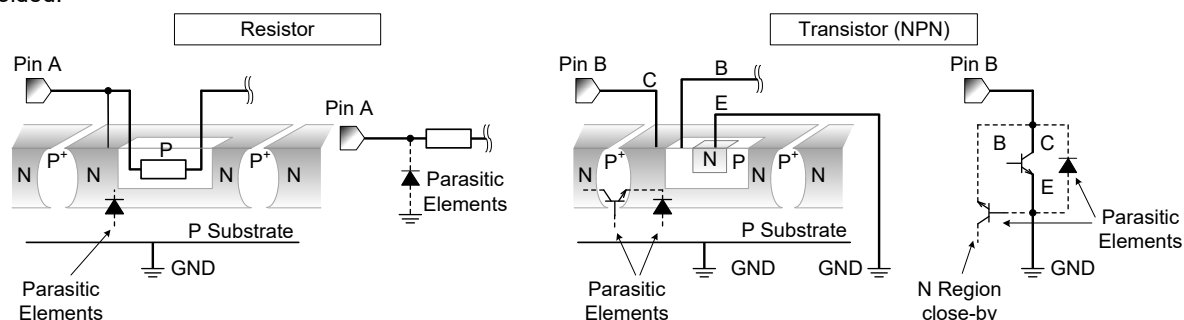 Resistor
Transistor (NPN)
Pin A
Pin A
P
N
P+
N
N
P+
N
Parasitic
Elements
P Substrate
GND
Parasitic
Elements
Pin B
C
B
E
N
P+
N
N
P
N
P+
N
P Substrate
GND
GND
Parasitic
Elements
Pin B
B
C
E
Parasitic
Elements
GND
N Region
close-by